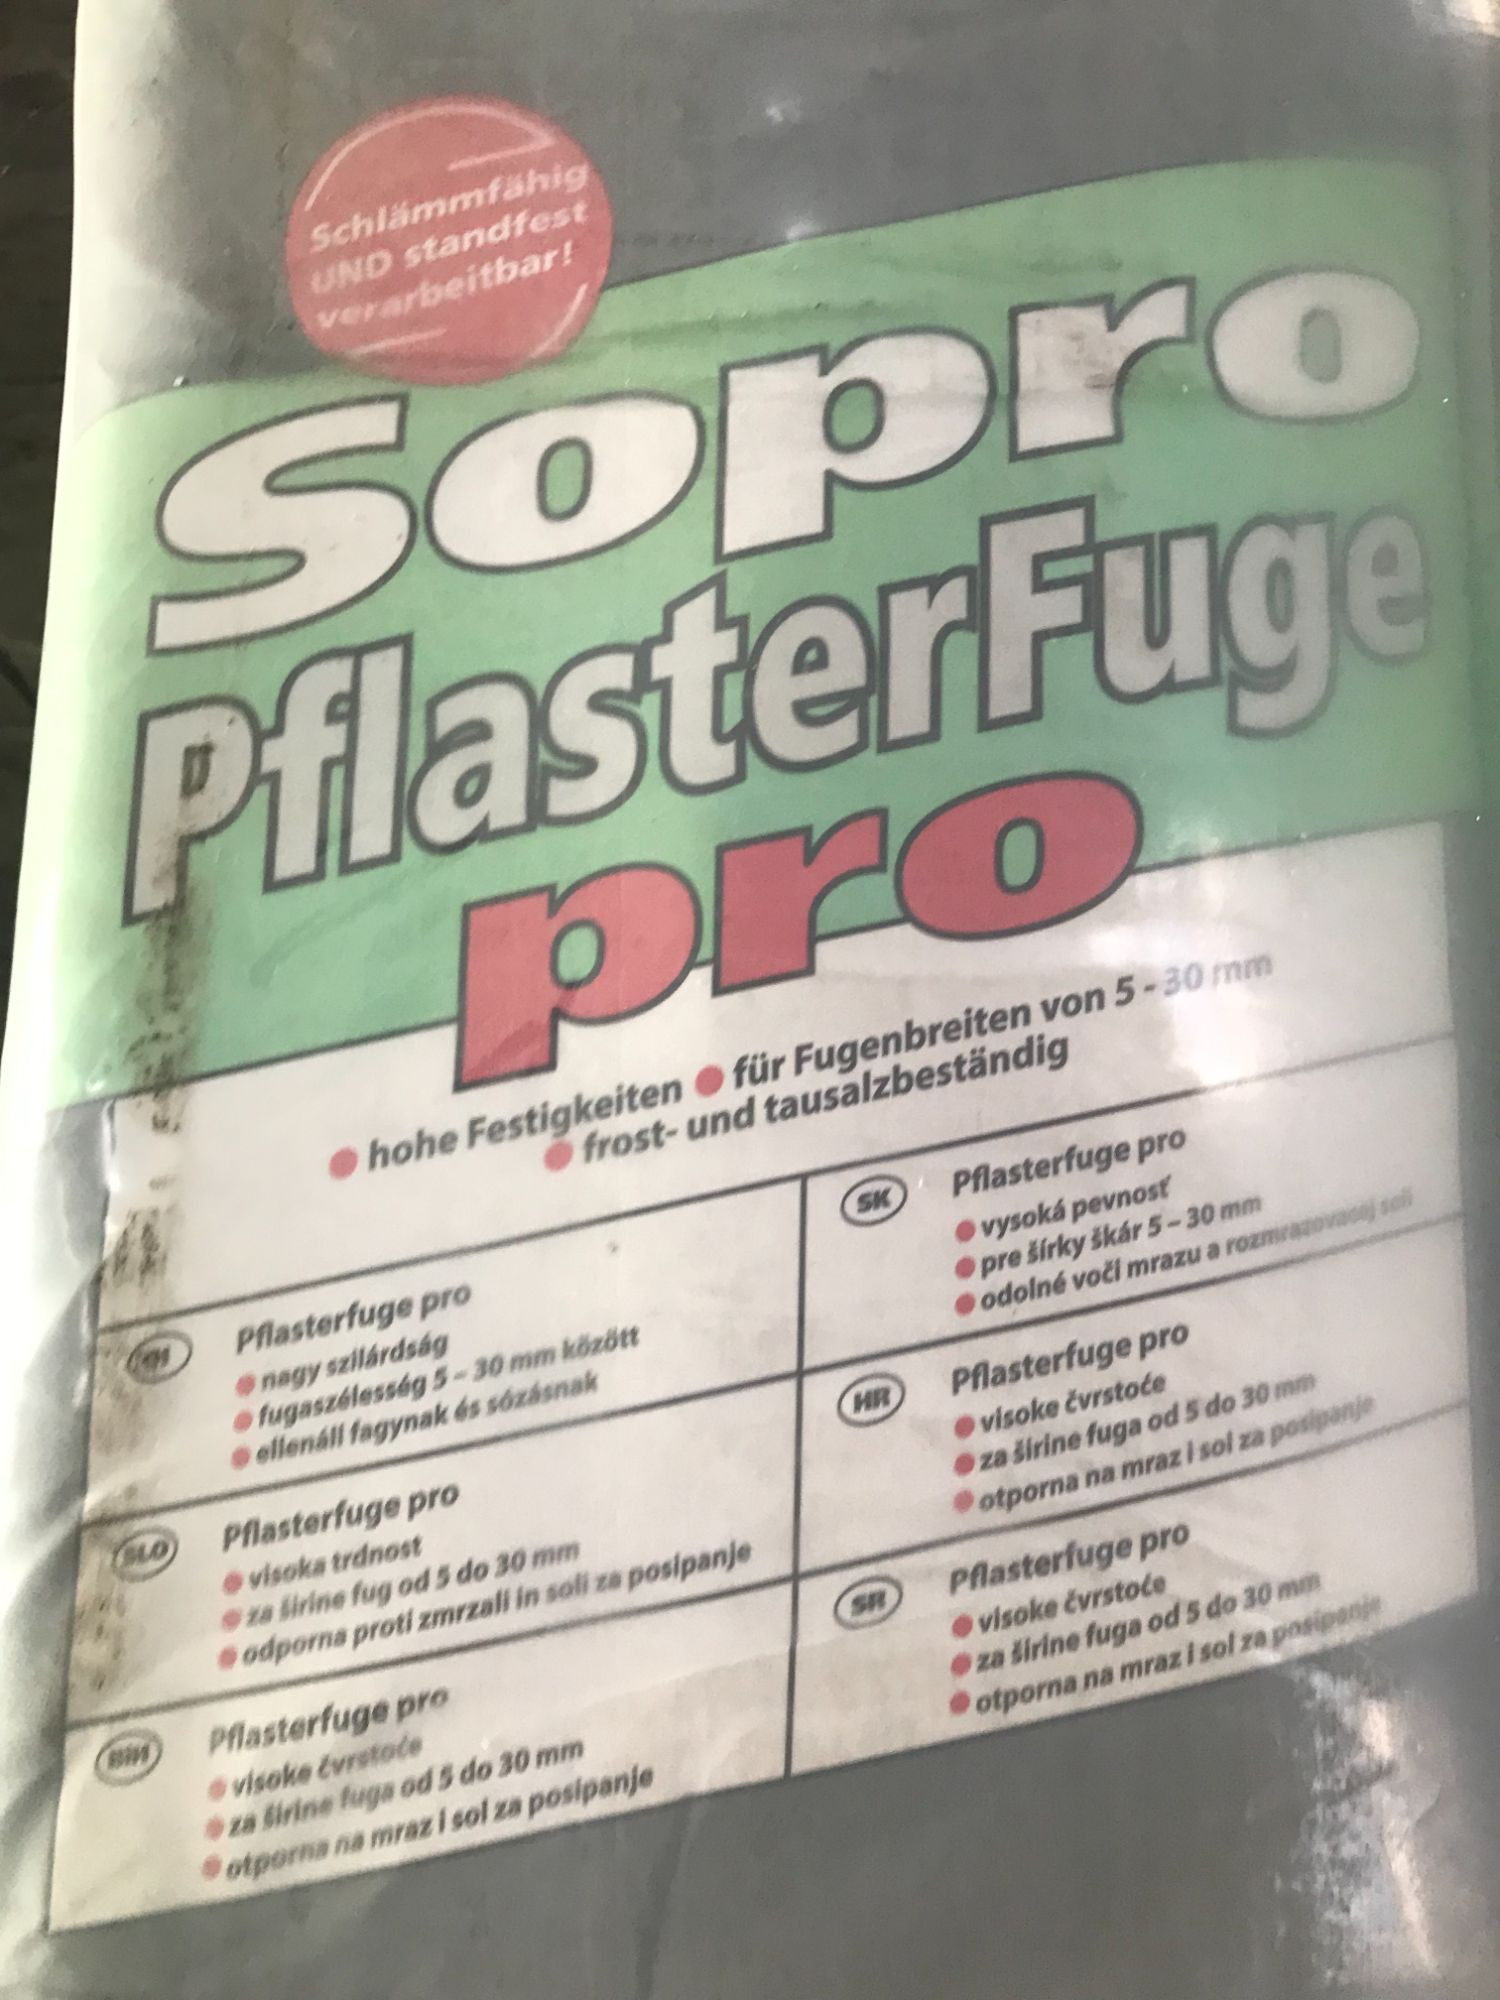 Schlämmfähig
UND standfest
verarbeitbar!
Sopro
PflasterFuge
pro
hohe Festigkeiten ● für Fugenbreiten von 5 - 30 mm
frost- und tausalzbeständig
SK
Pflasterfuge pro
vysoká pevnosť
pre šírky škár 5 – 30 mm
odolné voči mrazu a rozmrazovacej soli
Pflasterfuge pro
nagy szilárdság
fugaszélesség 5 – 30 mm között
ellenáll fagynak és sózásnak
HR
Pflasterfuge pro
visoke čvrstoće
za širine fuga od 5 do 30 mm
otporna na mraz i sol za posipanje
SLO
Pflasterfuge pro
visoka trdnost
za širine fug od 5 do 30 mm
odporna proti zmrzali in soli za posipanje
SR
Pflasterfuge pro
visoke čvrstoće
za širine fuga od 5 do 30 mm
otporna na mraz i sol za posipanje
BIH
Pflasterfuge pro
visoke čvrstoće
za širine fuga od 5 do 30 mm
otporna na mraz i sol za posipanje